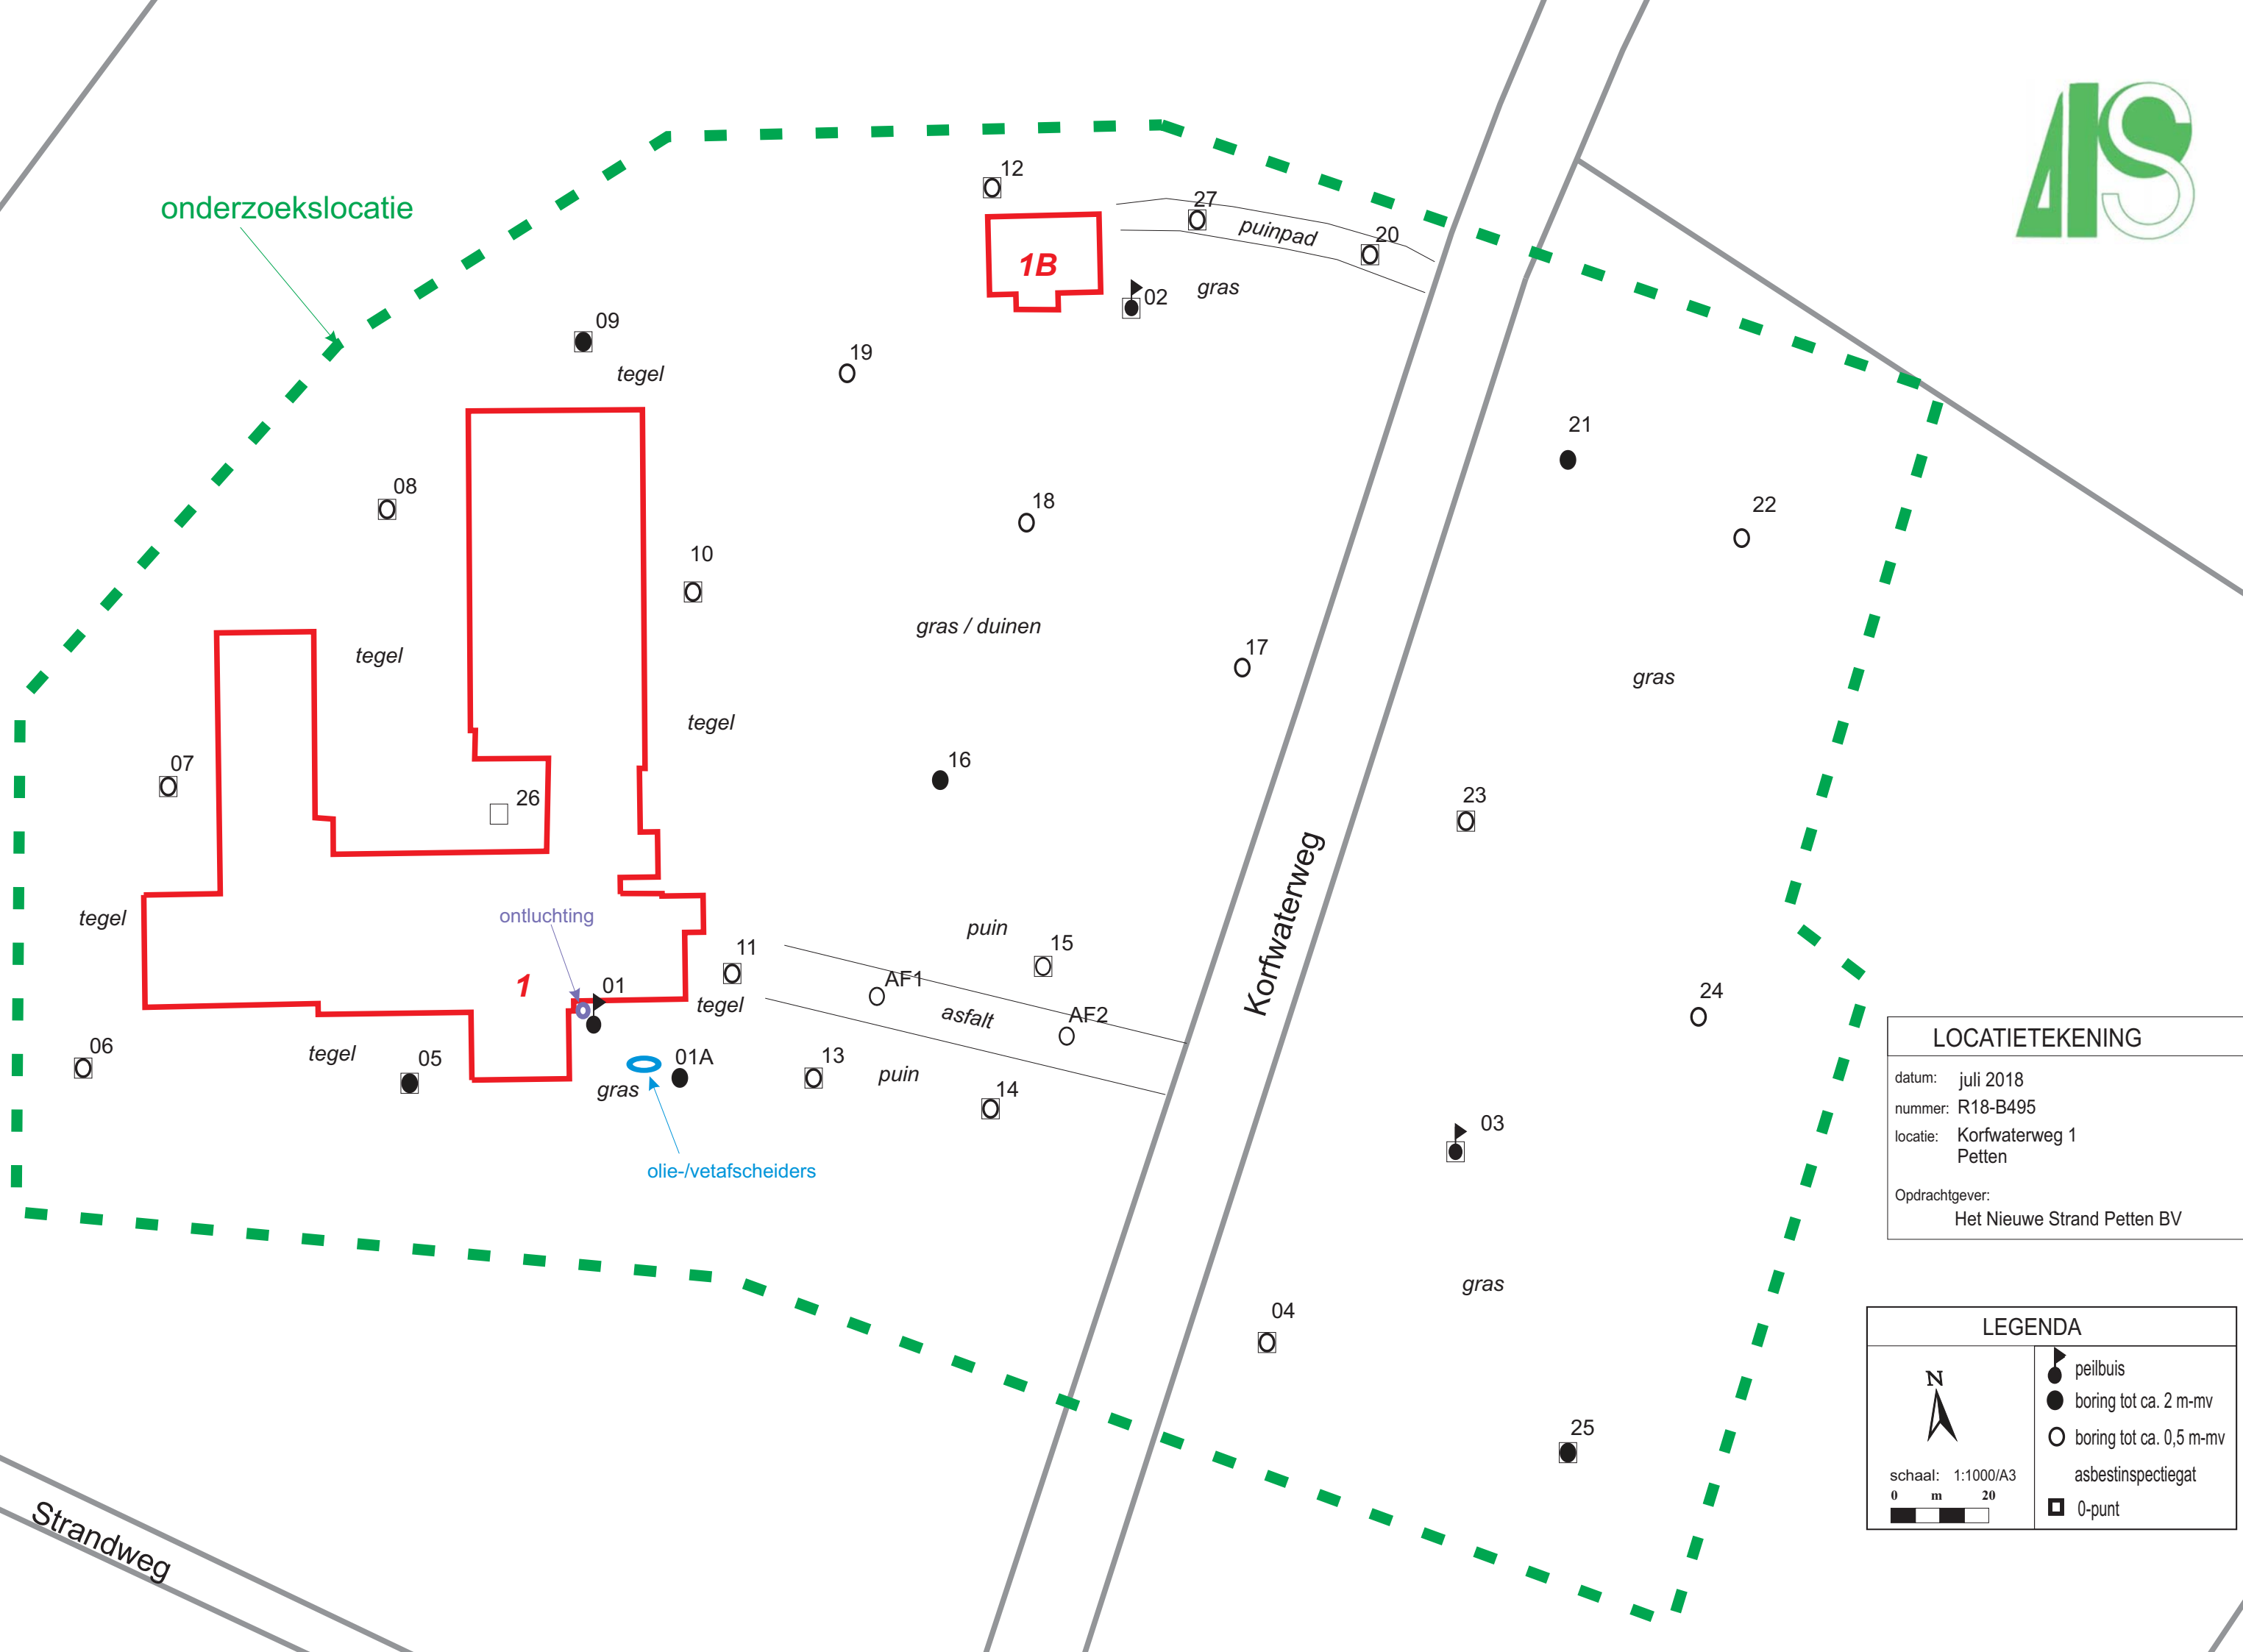 onderzoekslocatie
12
27
puinpad
20
1B
02
gras
09
tegel
19
21
08
18
22
10
gras / duinen
17
tegel
gras
tegel
07
16
26
23
Korfwaterweg
tegel
ontluchting
puin
11
15
1
01
AF1
24
tegel
asfalt
AF2
06
tegel
05
01A
13
puin
gras
14
03
olie-/vetafscheiders
gras
04
25
Strandweg
LOCATIETEKENING
datum: juli 2018
nummer: R18-B495
locatie: Korfwaterweg 1
Petten
Opdrachtgever:
Het Nieuwe Strand Petten BV
LEGENDA
N
schaal: 1:1000/A3
0 m 20
peilbuis
boring tot ca. 2 m-mv
boring tot ca. 0,5 m-mv
asbestinspectiegat
0-punt